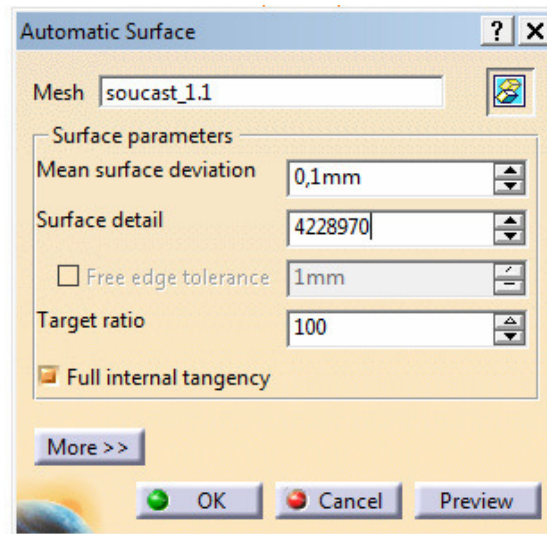 Automatic Surface ? X
Mesh soucast_1.1
Surface parameters
Mean surface deviation 0,1mm
Surface detail 4228970
Free edge tolerance 1mm
Target ratio 100
Full internal tangency
More >>
OK Cancel Preview